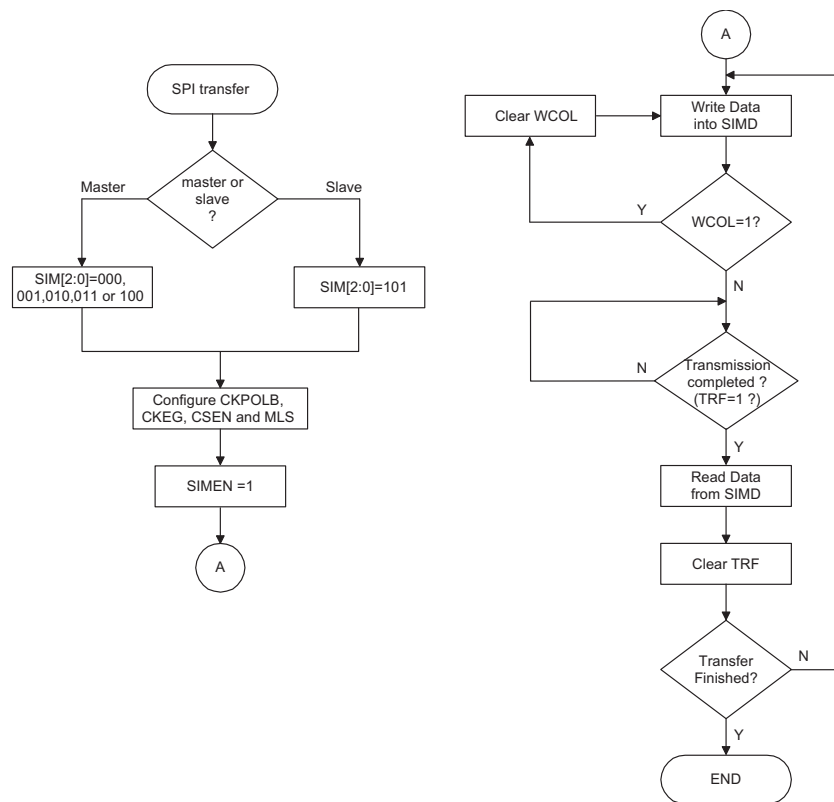 SPI transfer
master or
slave
?
Master
Slave
SIM[2:0]=000,
001,010,011 or 100
SIM[2:0]=101
Configure CKPOLB,
CKEG, CSEN and MLS
SIMEN =1
A
A
Write Data
into SIMD
Clear WCOL
WCOL=1?
Y
N
Transmission
completed ?
(TRF=1 ?)
N
Y
Read Data
from SIMD
Clear TRF
Transfer
Finished?
N
Y
END